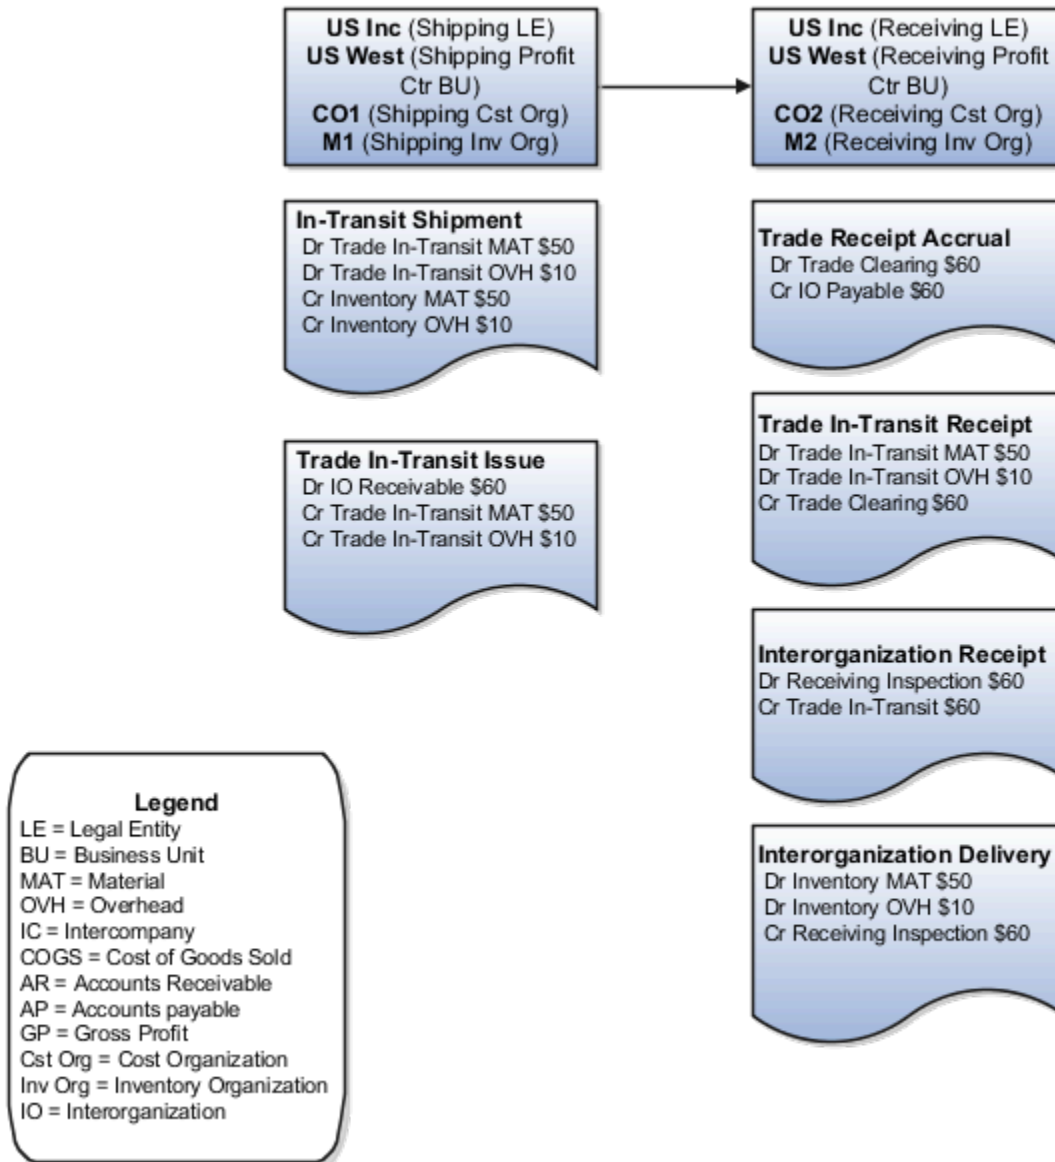 US Inc (Shipping LE)
US West (Shipping Profit
Ctr BU)
CO1 (Shipping Cst Org)
M1 (Shipping Inv Org)
US Inc (Receiving LE)
US West (Receiving Profit
Ctr BU)
CO2 (Receiving Cst Org)
M2 (Receiving Inv Org)
In-Transit Shipment
Dr Trade In-Transit MAT $50
Dr Trade In-Transit OVH $10
Cr Inventory MAT $50
Cr Inventory OVH $10
Trade Receipt Accrual
Dr Trade Clearing $60
Cr IO Payable $60
Trade In-Transit Issue
Dr IO Receivable $60
Cr Trade In-Transit MAT $50
Cr Trade In-Transit OVH $10
Trade In-Transit Receipt
Dr Trade In-Transit MAT $50
Dr Trade In-Transit OVH $10
Cr Trade Clearing $60
Interorganization Receipt
Dr Receiving Inspection $60
Cr Trade In-Transit $60
Interorganization Delivery
Dr Inventory MAT $50
Dr Inventory OVH $10
Cr Receiving Inspection $60
Legend
LE = Legal Entity
BU = Business Unit
MAT = Material
OVH = Overhead
IC = Intercompany
COGS = Cost of Goods Sold
AR = Accounts Receivable
AP = Accounts payable
GP = Gross Profit
Cst Org = Cost Organization
Inv Org = Inventory Organization
IO = Interorganization